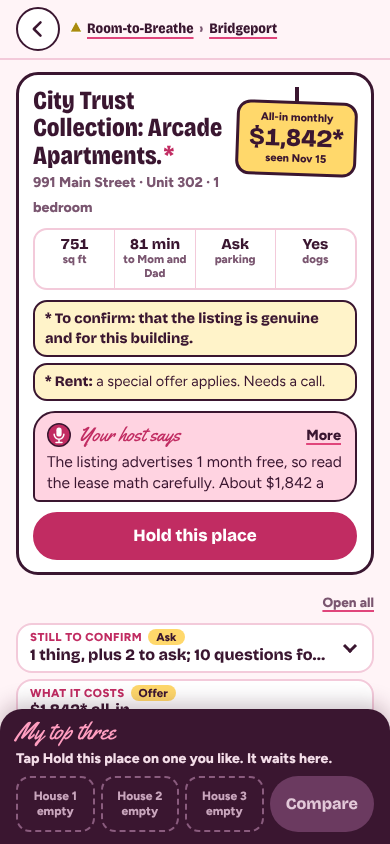 Room-to-Breathe › Bridgeport
City Trust
Collection: Arcade
Apartments.*
991 Main Street · Unit 302 · 1
bedroom
All-in monthly
$1,842*
seen Nov 15
751
sq ft
81 min
to Mom and
Dad
Ask
parking
Yes
dogs
* To confirm: that the listing is genuine
and for this building.
* Rent: a special offer applies. Needs a call.
Your host says
More
The listing advertises 1 month free, so read
the lease math carefully. About $1,842 a
Hold this place
Open all
STILL TO CONFIRM Ask
1 thing, plus 2 to ask; 10 questions fo...
WHAT IT COSTS Offer
$1,842* all-in
My top three
Tap Hold this place on one you like. It waits here.
House 1
empty
House 2
empty
House 3
empty
Compare